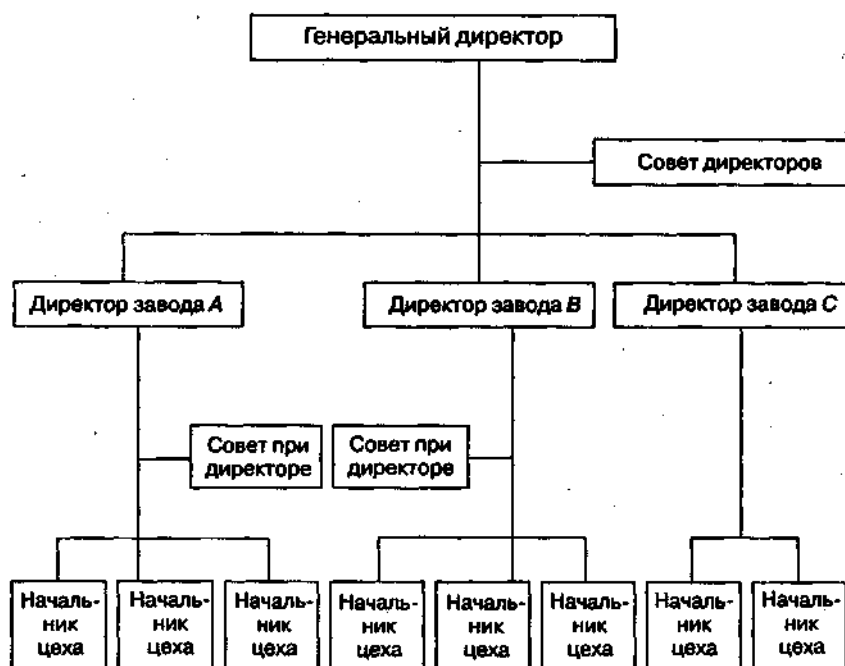 Генеральный директор
Совет директоров
Директор завода А
Директор завода В
Директор завода С
Совет при
директоре
Совет при
директоре
Началь-
ник
цеха
Началь-
ник
цеха
Началь-
ник
цеха
Началь-
ник
цеха
Началь-
ник
цеха
Началь-
ник
цеха
Началь-
ник
цеха
Началь-
ник
цеха